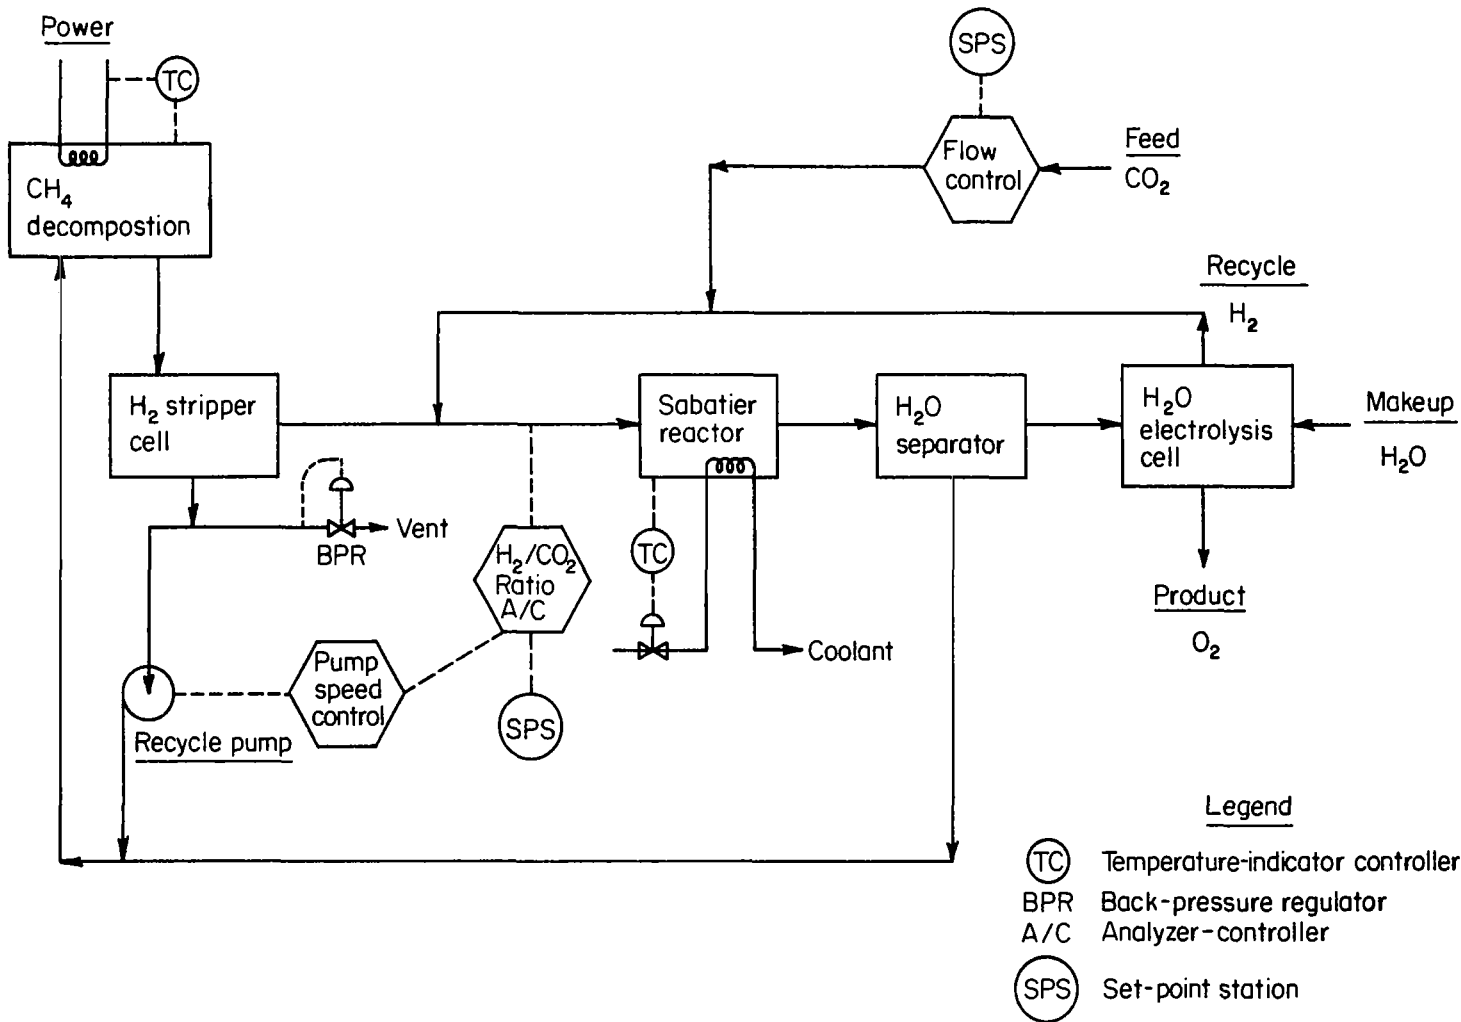 Power
TC
SPS
CH₄
decompostion
Flow
control
Feed
CO₂
Recycle
H₂
H₂ stripper
cell
Sabatier
reactor
H₂O
separator
H₂O
electrolysis
cell
Makeup
H₂O
Vent
BPR
H₂/CO₂
Ratio
A/C
TC
Coolant
Product
O₂
Pump
speed
control
SPS
Recycle pump
Legend
TC Temperature-indicator controller
BPR Back-pressure regulator
A/C Analyzer-controller
SPS Set-point station